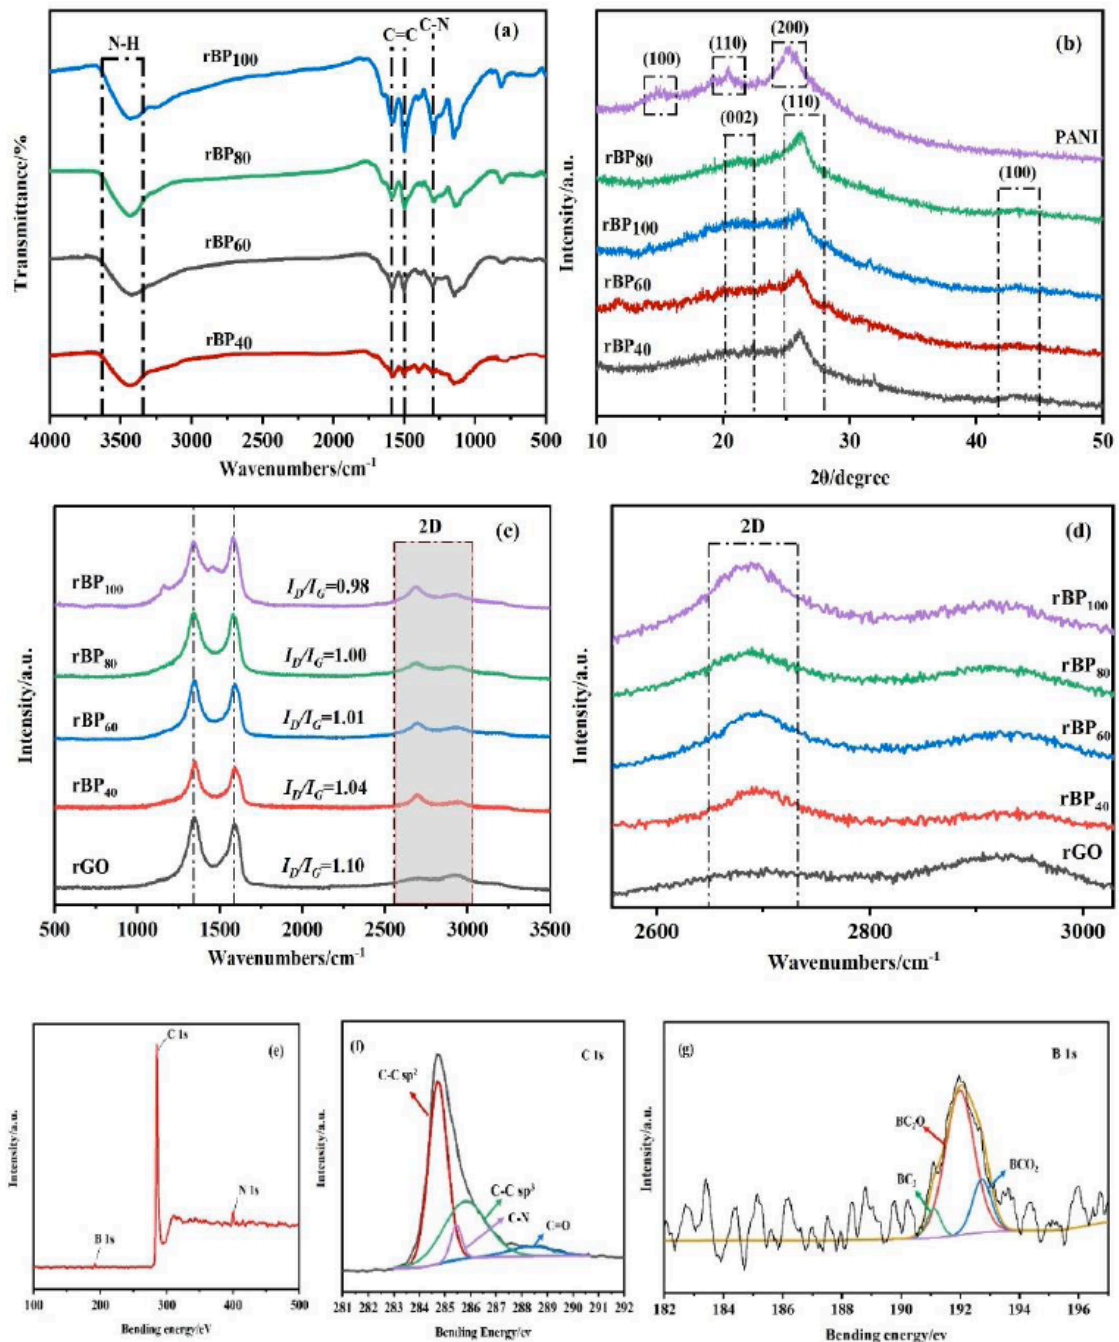 (a)
N-H
C=C
C-N
rBP100
rBP80
rBP60
rBP40
Transmittance/%
4000 3500 3000 2500 2000 1500 1000 500
Wavenumbers/cm-1
(b)
(100)
(110)
(200)
PANI
(002)
(110)
(100)
rBP80
rBP100
rBP60
rBP40
Intensity/a.u.
10 20 30 40 50
2θ/degree
(c)
2D
rBP100
ID/IG=0.98
rBP80
ID/IG=1.00
rBP60
ID/IG=1.01
rBP40
ID/IG=1.04
rGO
ID/IG=1.10
Intensity/a.u.
500 1000 1500 2000 2500 3000 3500
Wavenumbers/cm-1
(d)
2D
rBP100
rBP80
rBP60
rBP40
rGO
Intensity/a.u.
2600 2800 3000
Wavenumbers/cm-1
(e)
C 1s
N 1s
B 1s
Intensity/a.u.
100 200 300 400 500
Bending energy/eV
(f)
C 1s
C-C sp2
C-C sp3
C-N
C=O
Intensity/a.u.
281 282 283 284 285 286 287 288 289 290 291 292
Bending Energy/ev
(g)
B 1s
BC2O
BC3
BCO2
Intensity/a.u.
182 184 186 188 190 192 194 196
Bending energy/ev